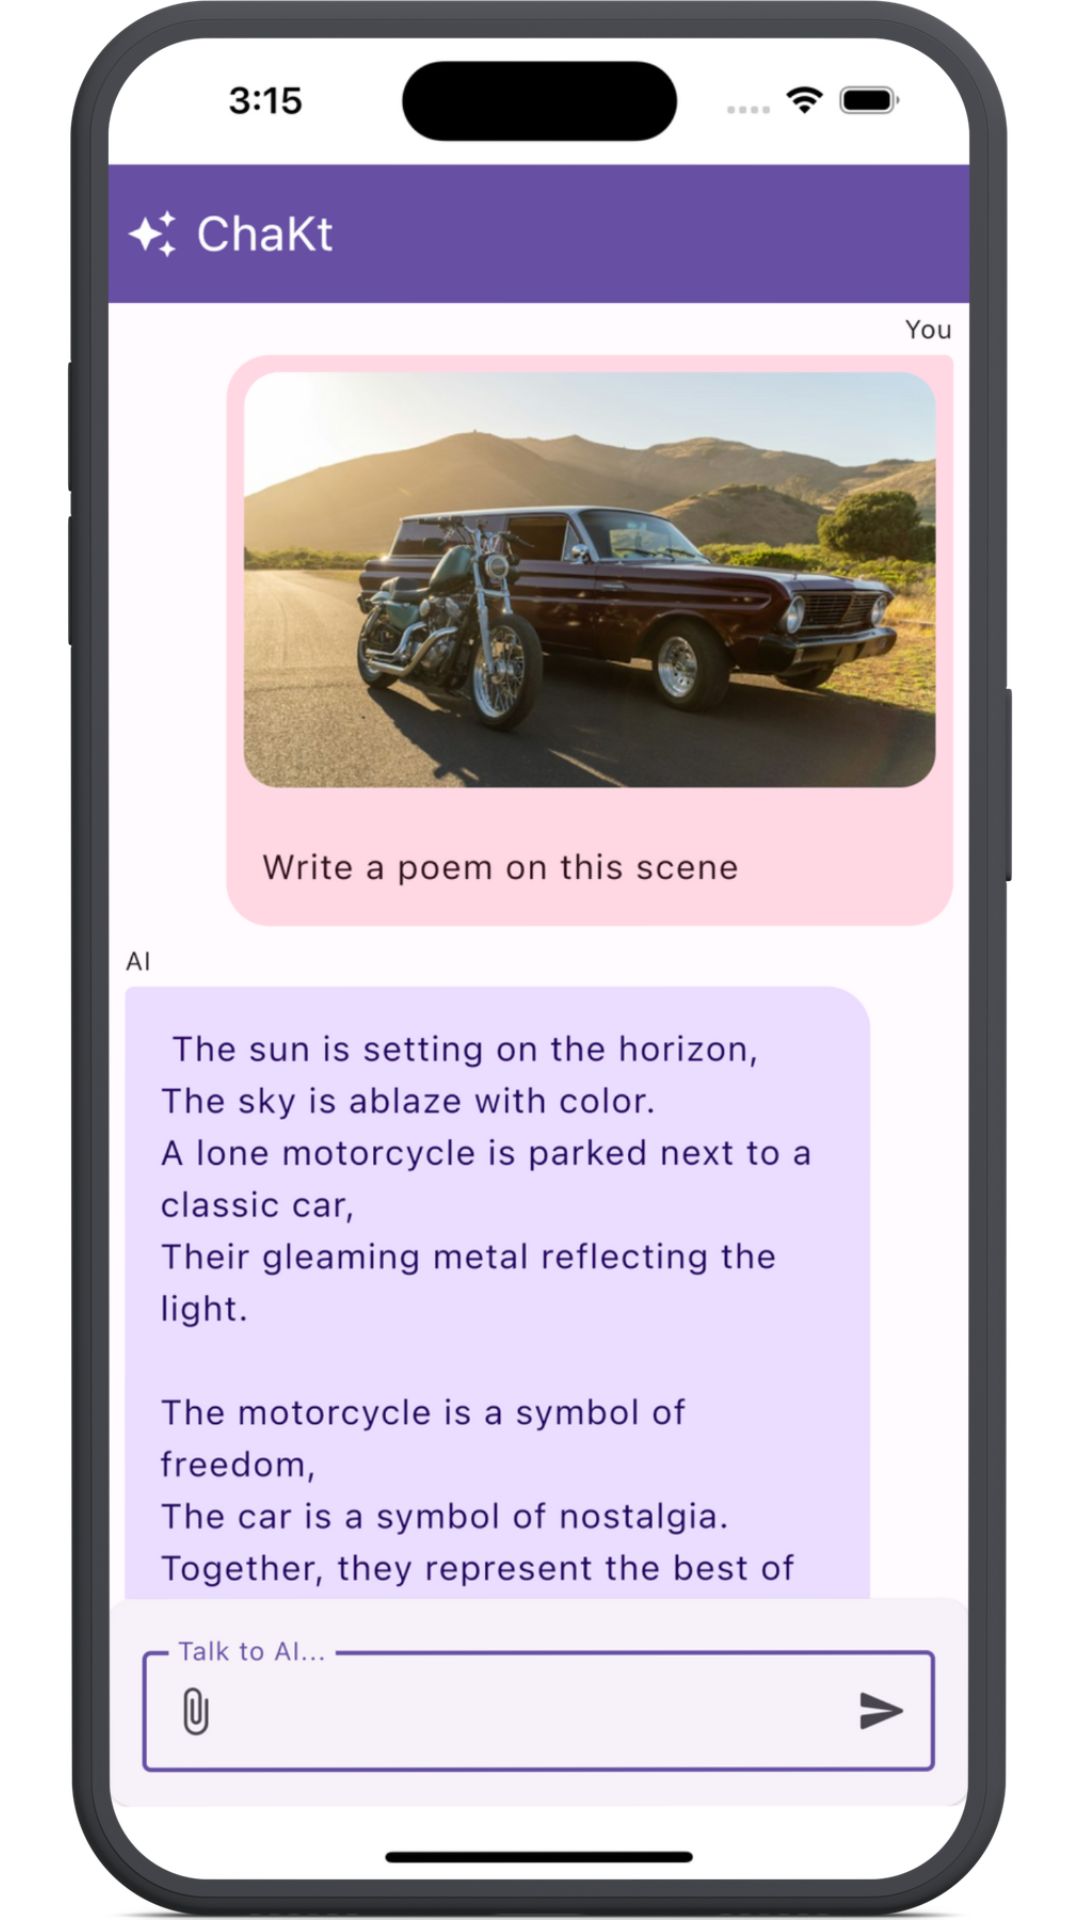 3:15
ChaKt
You
Write a poem on this scene
AI
The sun is setting on the horizon,
The sky is ablaze with color.
A lone motorcycle is parked next to a
classic car,
Their gleaming metal reflecting the
light.
The motorcycle is a symbol of
freedom,
The car is a symbol of nostalgia.
Together, they represent the best of
Talk to AI...